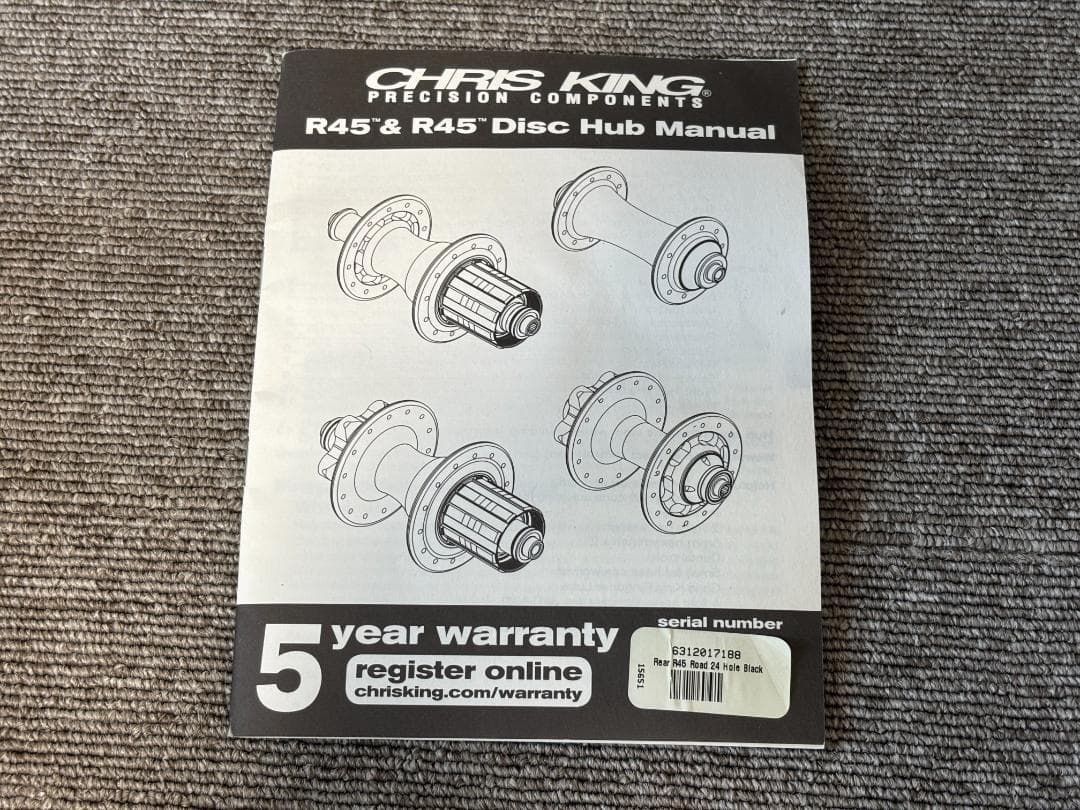 CHRIS KING®
PRECISION COMPONENTS
R45™ & R45™ Disc Hub Manual
5 year warranty
register online
chrisking.com/warranty
serial number
6312017188
Rear R45 Road 24 Hole Black
15651